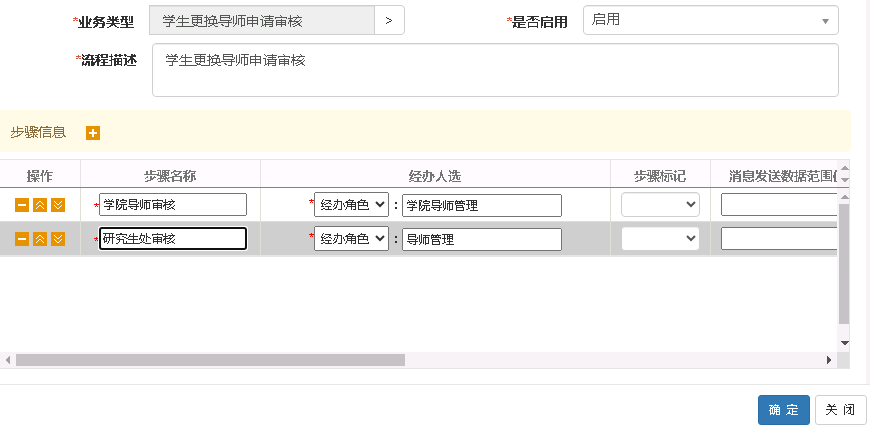 *业务类型 学生更换导师申请审核 > *是否启用 启用
*流程描述 学生更换导师申请审核
步骤信息
操作 步骤名称 经办人选 步骤标记 消息发送数据范围
*学院导师审核 *经办角色 : 学院导师管理
*研究生处审核 *经办角色 : 导师管理
确 定 关 闭